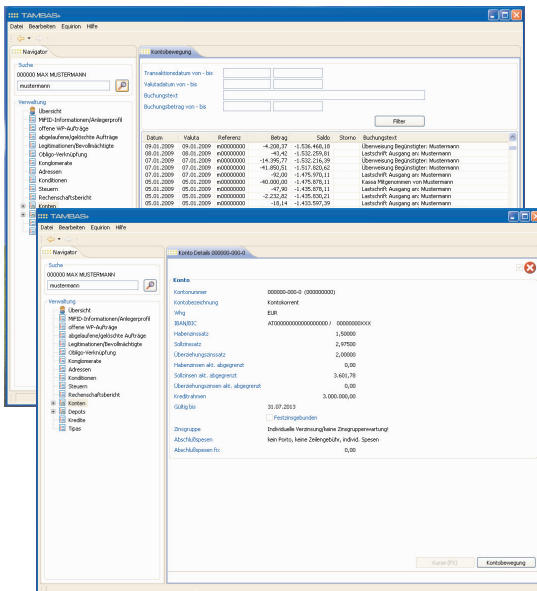 TAMBAS+
Datei Bearbeiten Equirion Hilfe
Navigator
Suche
000000 MAX MUSTERMANN
mustermann
Verwaltung
Übersicht
MiFID-Informationen/Anlegerprofil
offene WP-Aufträge
abgelaufene/gelöschte Aufträge
Legitimationen/Bevollmächtigte
Obligo-Verknüpfung
Konglomerate
Adressen
Konditionen
Steuern
Rechenschaftsbericht
Konten
Kontobewegung
Transaktionsdatum von - bis
Valutadatum von - bis
Buchungstext
Buchungsbetrag von - bis
Filter
Datum Valuta Referenz Betrag Saldo Storno Buchungstext
09.01.2009 09.01.2009 m00000000 -4.208,37 -1.536.468,18 Überweisung Begünstigter: Mustermann
08.01.2009 08.01.2009 m00000000 -43,42 -1.532.259,81 Lastschrift Ausgang an: Mustermann
07.01.2009 07.01.2009 m00000000 -14.395,77 -1.532.216,39 Überweisung Begünstigter: Mustermann
07.01.2009 07.01.2009 m00000000 -41.850,51 -1.517.820,62 Überweisung Begünstigter: Mustermann
07.01.2009 07.01.2009 m00000000 -92,00 -1.475.970,11 Lastschrift Ausgang an: Mustermann
05.01.2009 05.01.2009 m00000000 -40.000,00 -1.475.878,11 Kassa Mitgenommen von Mustermann
05.01.2009 05.01.2009 m00000000 -47,90 -1.435.878,11 Lastschrift Ausgang an: Mustermann
05.01.2009 05.01.2009 m00000000 -2.232,82 -1.435.830,21 Lastschrift Ausgang an: Mustermann
05.01.2009 05.01.2009 m00000000 -18,14 -1.433.597,39 Lastschrift Ausgang an: Mustermann
TAMBAS+
Datei Bearbeiten Equirion Hilfe
Navigator
Suche
000000 MAX MUSTERMANN
mustermann
Verwaltung
Übersicht
MiFID-Informationen/Anlegerprofil
offene WP-Aufträge
abgelaufene/gelöschte Aufträge
Legitimationen/Bevollmächtigte
Obligo-Verknüpfung
Konglomerate
Adressen
Konditionen
Steuern
Rechenschaftsbericht
Konten
Depots
Kredite
Tipas
Konto Details 000000-000-0
Konto
Kontonummer 000000-000-0 (000000000)
Kontobezeichnung Kontokorrent
Whg EUR
IBAN/BIC AT000000000000000000 / 00000000XXX
Habenzinssatz 1,50000
Sollzinssatz 2,97500
Überziehungszinssatz 2,00000
Habenzinsen akt. abgegrenzt 0,00
Sollzinsen akt. abgegrenzt 3.601,78
Überziehungszinsen akt. abgegrenzt 0,00
Kreditrahmen 3.000.000,00
Gültig bis 31.07.2013
Festzinsgebunden
Zinsgruppe Individuelle Verzinsung/keine Zinsgruppenwartung!
Abschlußspesen kein Porto, keine Zeilengebühr, individ. Spesen
Abschlußspesen fix 0,00
Kurse (FX) Kontobewegung